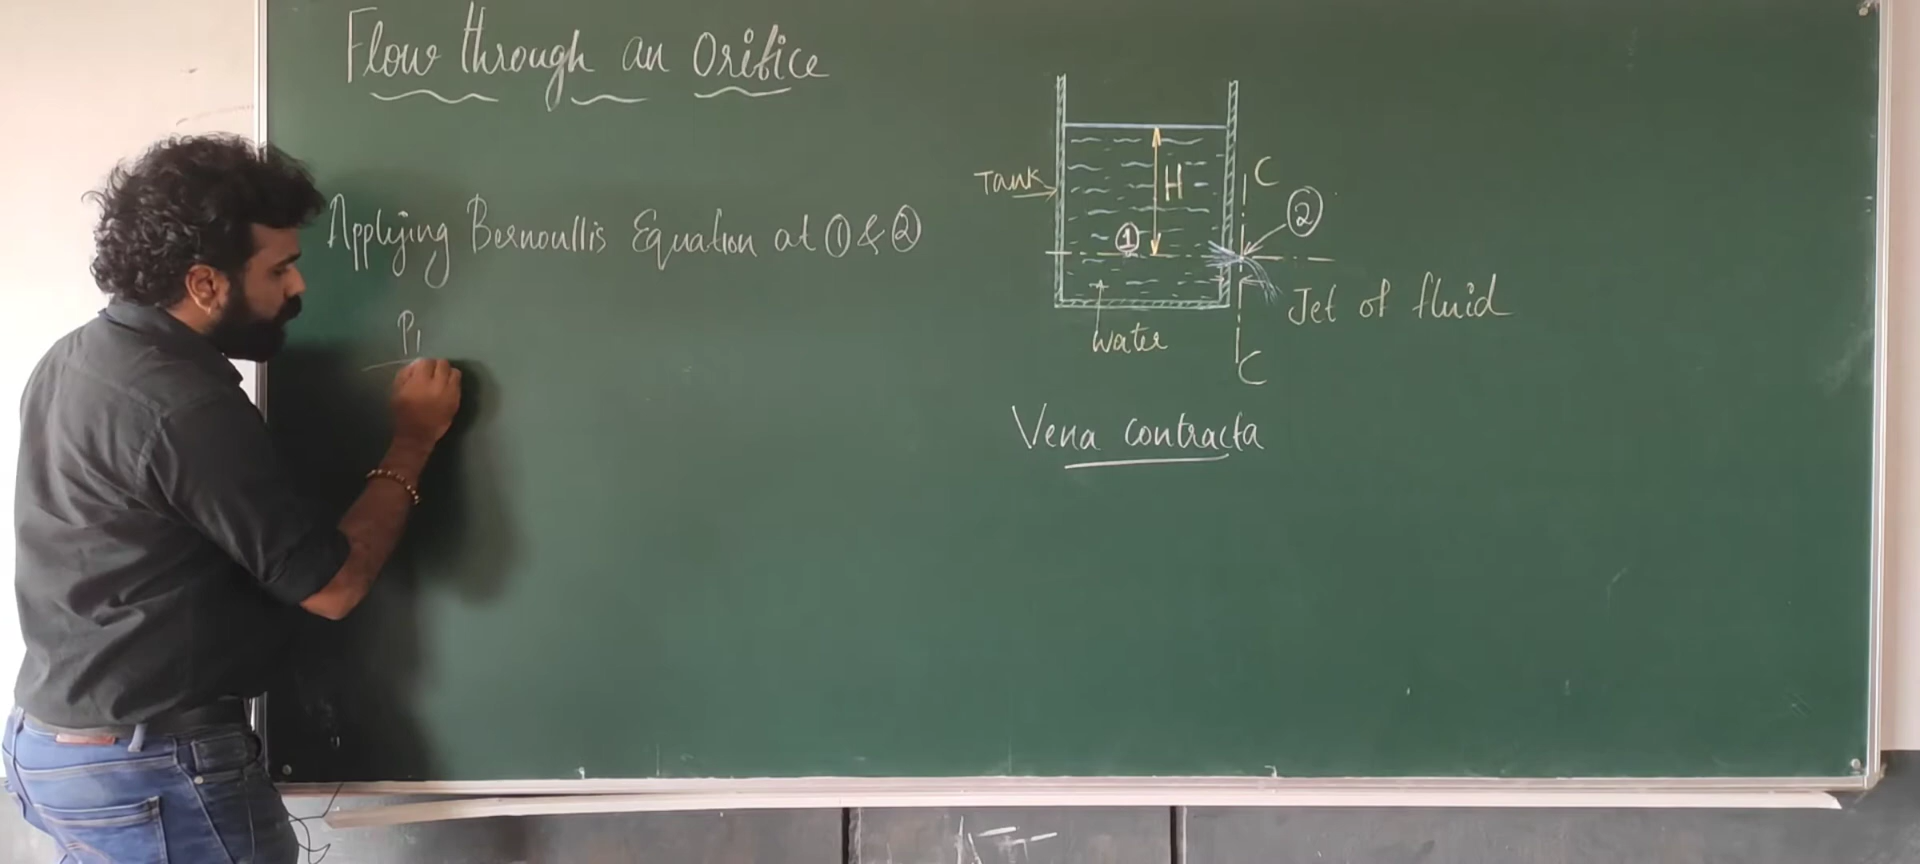 Flow through an Orifice
Applying Bernoullis Equation at ① & ②
P1
Tank
H
①
C
②
Jet of fluid
Water
C
Vena contracta